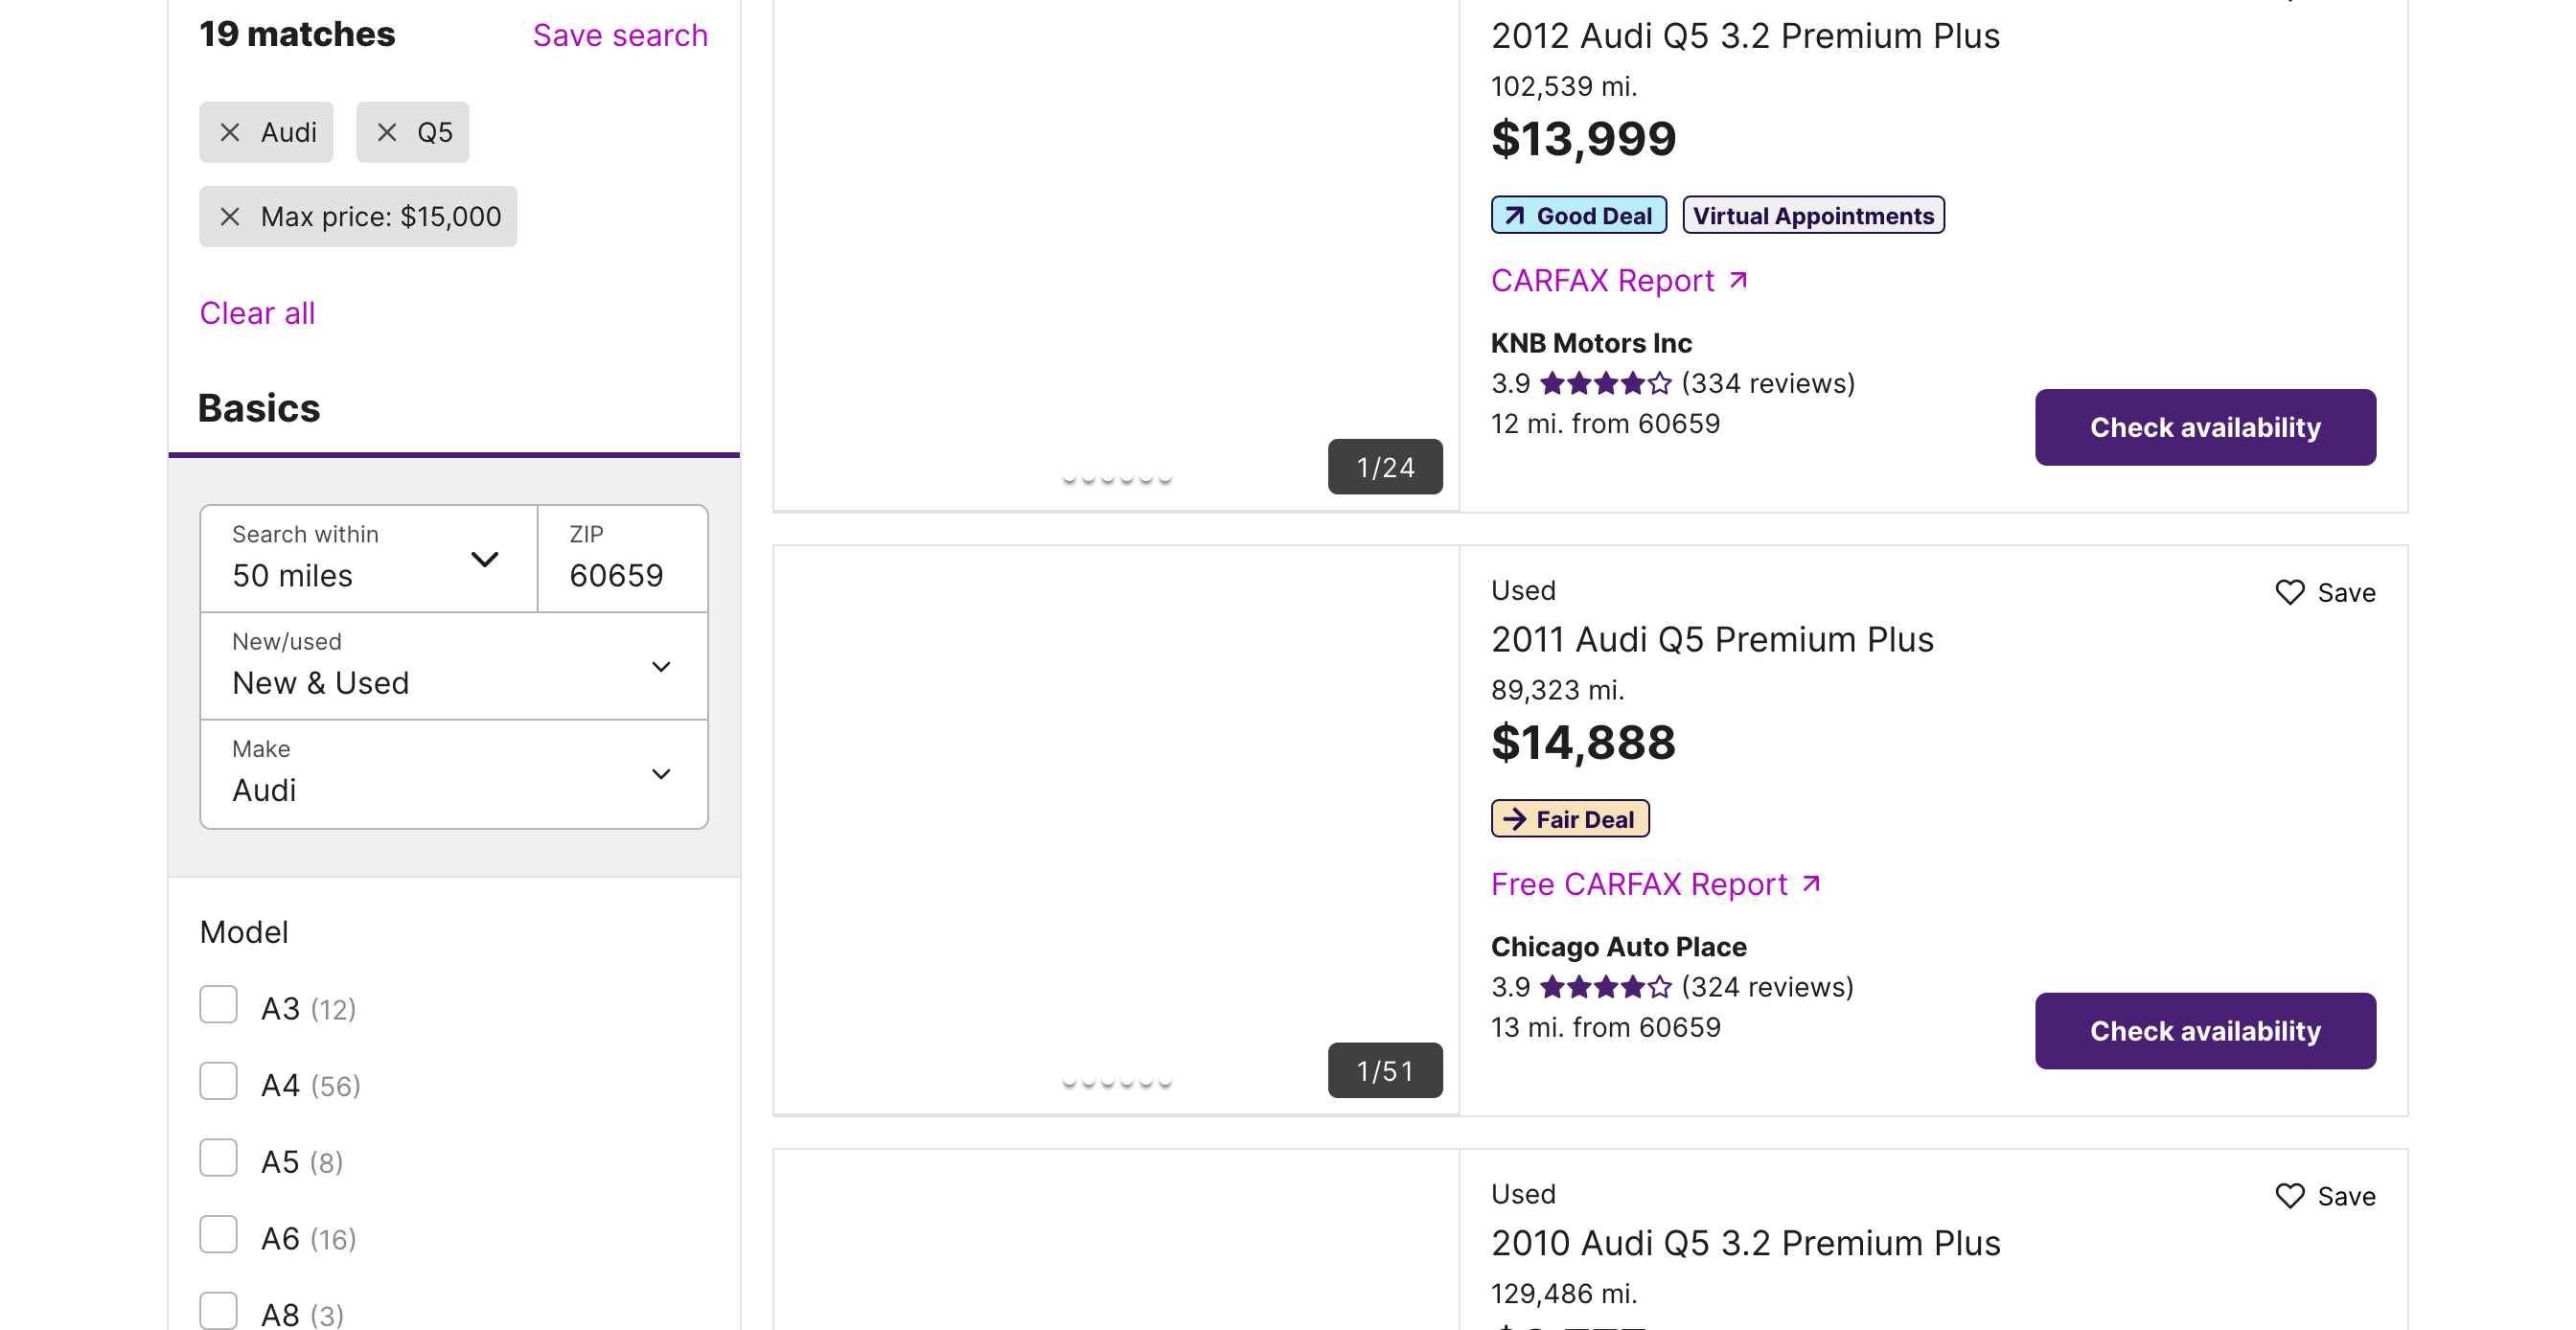 19 matches
Save search
Audi
Q5
Max price: $15,000
Clear all
Basics
Search within
50 miles
ZIP
60659
New/used
New & Used
Make
Audi
Model
A3 (12)
A4 (56)
A5 (8)
A6 (16)
A8 (3)
2012 Audi Q5 3.2 Premium Plus
102,539 mi.
$13,999
Good Deal
Virtual Appointments
CARFAX Report
KNB Motors Inc
3.9 (334 reviews)
12 mi. from 60659
Check availability
1/24
Used
Save
2011 Audi Q5 Premium Plus
89,323 mi.
$14,888
Fair Deal
Free CARFAX Report
Chicago Auto Place
3.9 (324 reviews)
13 mi. from 60659
Check availability
1/51
Used
Save
2010 Audi Q5 3.2 Premium Plus
129,486 mi.